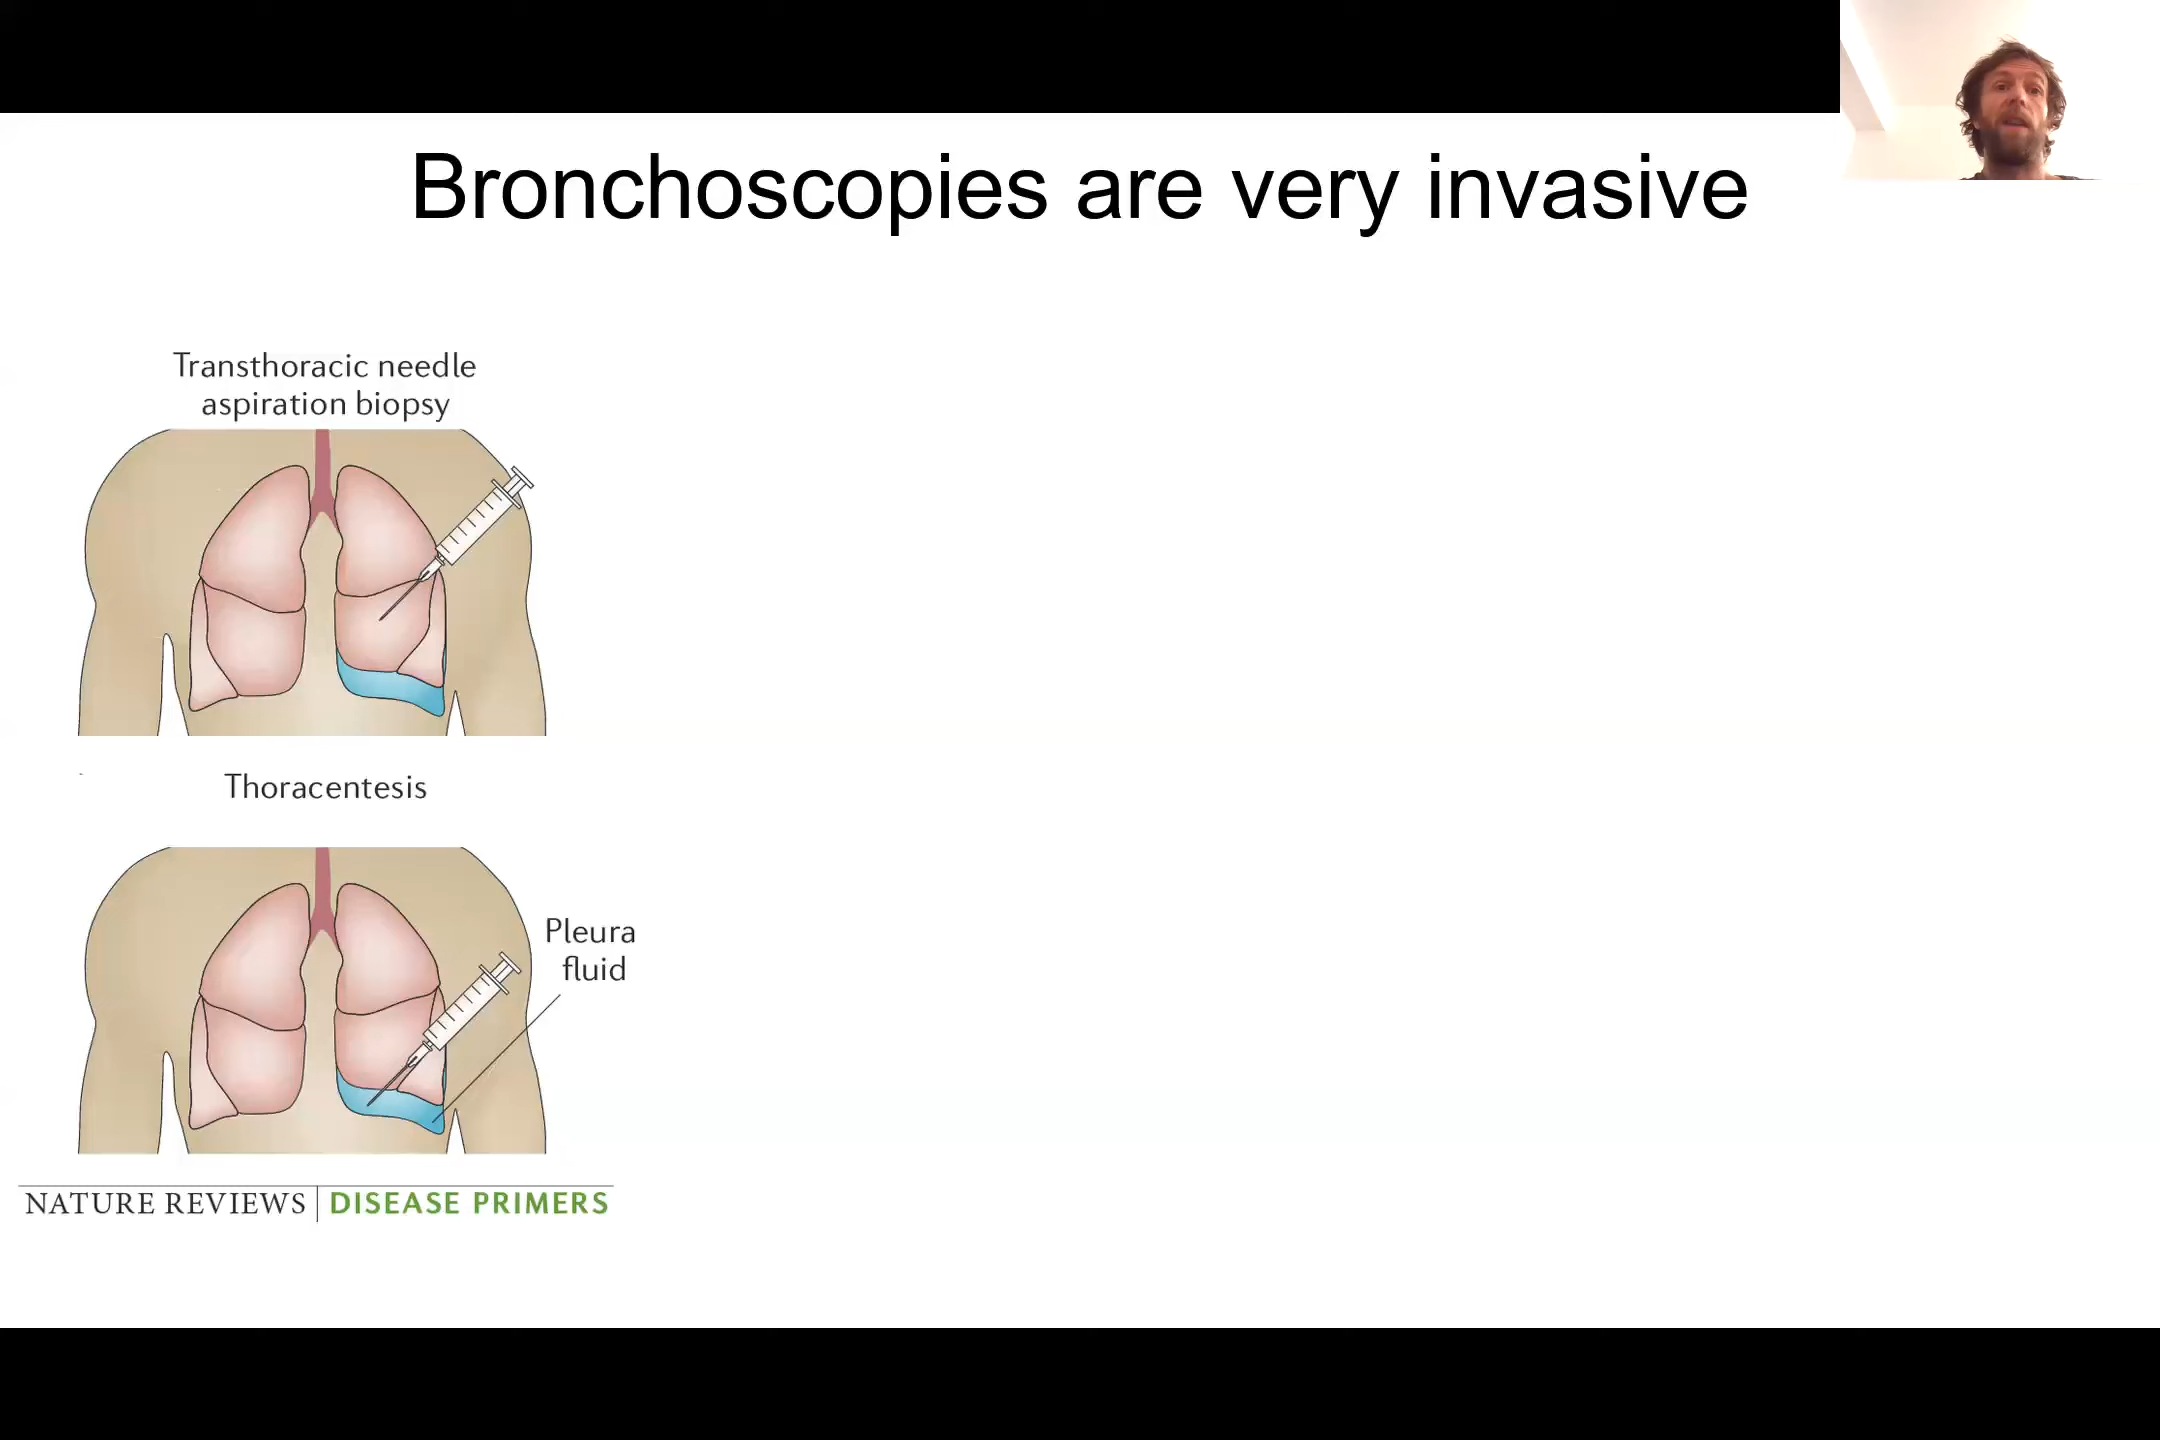 Bronchoscopies are very invasive
Transthoracic needle
aspiration biopsy
Thoracentesis
Pleura
fluid
NATURE REVIEWS | DISEASE PRIMERS